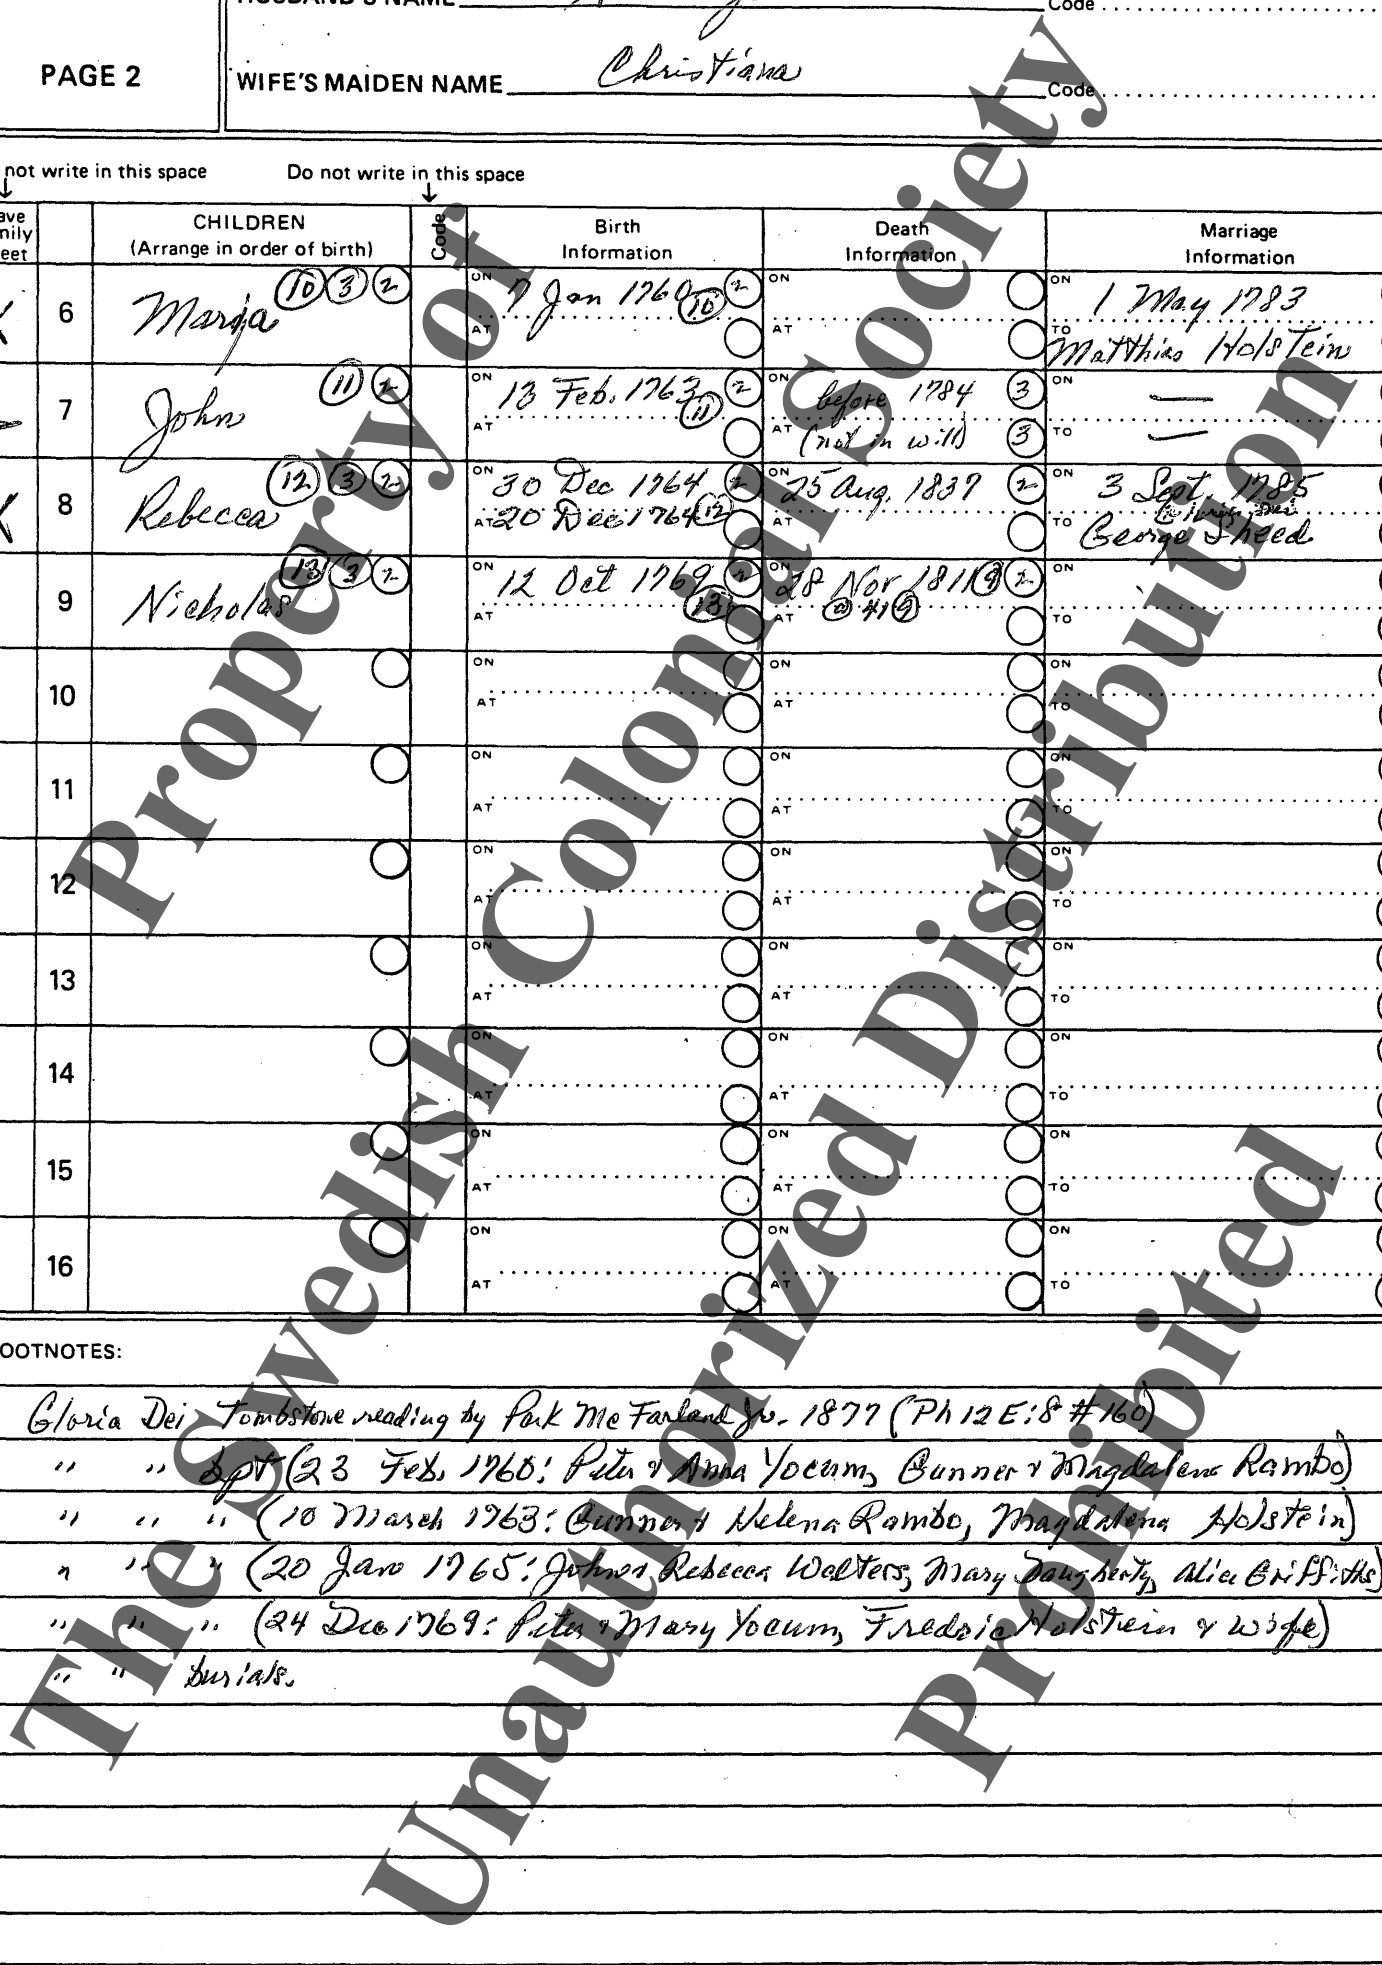 HUSBAND'S NAME Code
PAGE 2
WIFE'S MAIDEN NAME Christiana Code
not write in this space Do not write in this space
ave CHILDREN Code Birth Death Marriage
nily (Arrange in order of birth) Information Information Information
eet
6 Marja 10 3 2 ON 7 Jan 1760 2 10 ON ON 1 May 1783
AT AT TO Matthias Holstein
7 John 11 2 ON 13 Feb. 1763 2 11 ON before 1784 3 ON —
AT AT (not in will) 3 TO —
8 Rebecca 12 3 2 ON 30 Dec 1764 2 ON 25 Aug. 1837 2 ON 3 Sept. 1785
AT 20 Dec 1764 12 AT TO George Sheed
9 Nicholas 13 3 2 ON 12 Oct 1769 2 ON 28 Nov 1811 9 2 ON
AT 13 AT @ 41 9 TO
10 ON ON ON
AT AT TO
11 ON ON ON
AT AT TO
12 ON ON ON
AT AT TO
13 ON ON ON
AT AT TO
14 ON ON ON
AT AT TO
15 ON ON ON
AT AT TO
16 ON ON ON
AT AT TO
OOTNOTES:
Gloria Dei Tombstone reading by Park McFarland Jr. 1877 (Ph 12 E: 8 #160)
" " bpt (23 Feb. 1760: Peter & Anna Yocum, Gunner & Magdalena Rambo)
" " " (10 March 1763: Gunner & Helena Rambo, Magdalena Holstein)
" " " (20 Jan 1765: John & Rebecca Walters, Mary Daugherty, Alice Griffiths)
" " " (24 Dec 1769: Peter & Mary Yocum, Fredric Holstein & wife)
" " burials.
Property of
The Swedish Colonial Society
Unauthorized Distribution
Prohibited